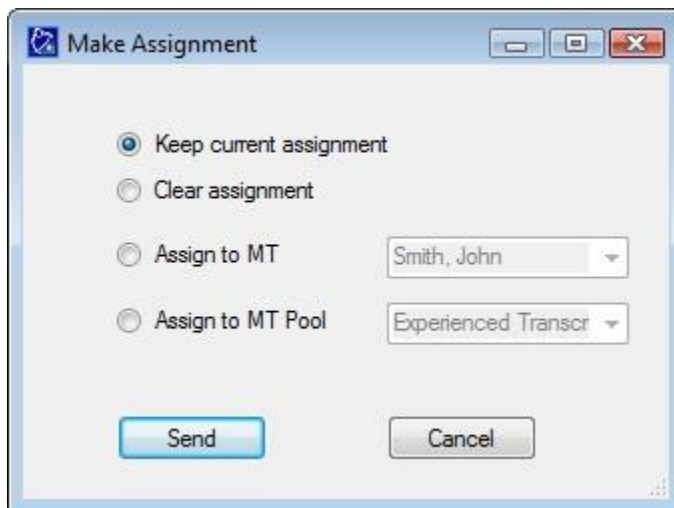 Make Assignment
Keep current assignment
Clear assignment
Assign to MT
Smith, John
Assign to MT Pool
Experienced Transcr
Send
Cancel